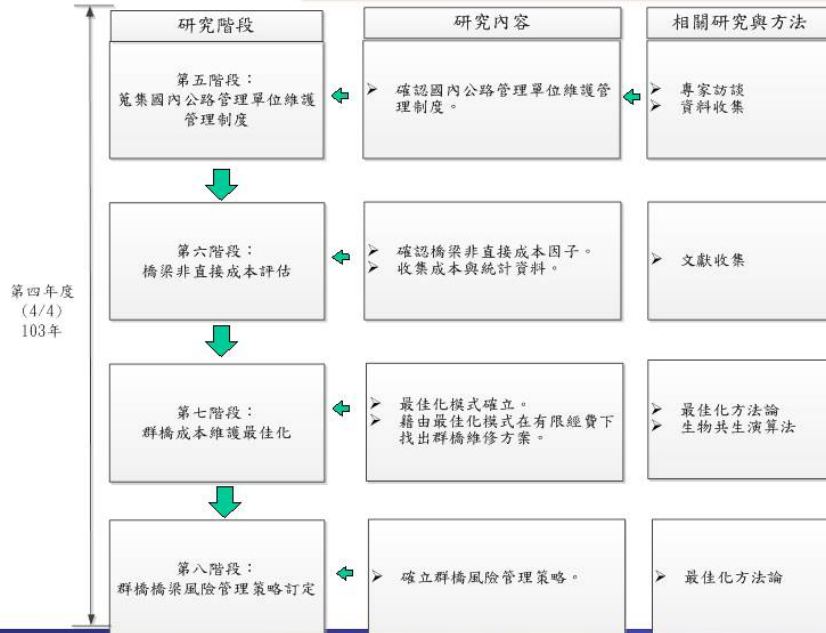 研究階段
研究內容
相關研究與方法
第五階段：
蒐集國內公路管理單位維護
管理制度
➢ 確認國內公路管理單位維護管
理制度。
➢ 專家訪談
➢ 資料收集
第四年度
(4/4)
103年
第六階段：
橋梁非直接成本評估
➢ 確認橋梁非直接成本因子。
➢ 收集成本與統計資料。
➢ 文獻收集
第七階段：
群橋成本維護最佳化
➢ 最佳化模式確立。
➢ 藉由最佳化模式在有限經費下
找出群橋維修方案。
➢ 最佳化方法論
➢ 生物共生演算法
第八階段：
群橋橋梁風險管理策略訂定
➢ 確立群橋風險管理策略。
➢ 最佳化方法論